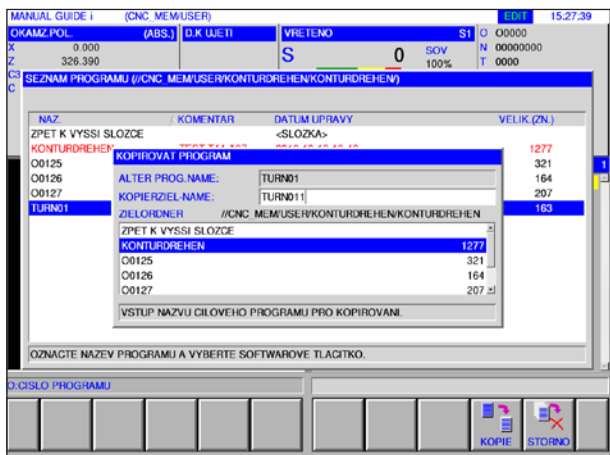 MANUAL GUIDE i (CNC_MEM/USER) EDIT 15:27:39
OKAMZ.POL. (ABS.) D.K UJETI VRETENO S1 O O0000
X 0.000 N 00000000
Z 326.390 S 0 SOV 100% T 0000
C3
C
SEZNAM PROGRAMU (//CNC_MEM/USER/KONTURDREHEN/KONTURDREHEN/)
NAZ. / KOMENTAR DATUM UPRAVY VELIK.(ZN.)
ZPET K VYSSI SLOZCE <SLOZKA>
KONTURDREHEN 1277
O0125 321
O0126 164
O0127 207
TURN01 163
1
KOPIROVAT PROGRAM
ALTER PROG.NAME: TURN01
KOPIERZIEL-NAME: TURN011
ZIELORDNER //CNC_MEM/USER/KONTURDREHEN/KONTURDREHEN
ZPET K VYSSI SLOZCE
KONTURDREHEN 1277
O0125 321
O0126 164
O0127 207
VSTUP NAZVU CILOVEHO PROGRAMU PRO KOPIROVANI.
OZNACTE NAZEV PROGRAMU A VYBERTE SOFTWAROVE TLACITKO.
O:CISLO PROGRAMU
KOPIE STORNO